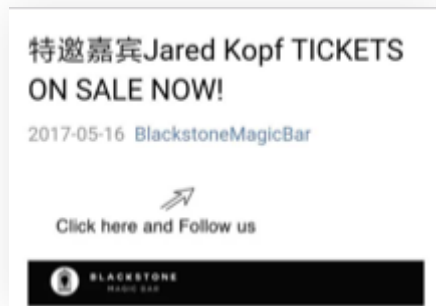 特邀嘉宾Jared Kopf TICKETS
ON SALE NOW!
2017-05-16 BlackstoneMagicBar
Click here and Follow us
BLACKSTONE
MAGIC BAR